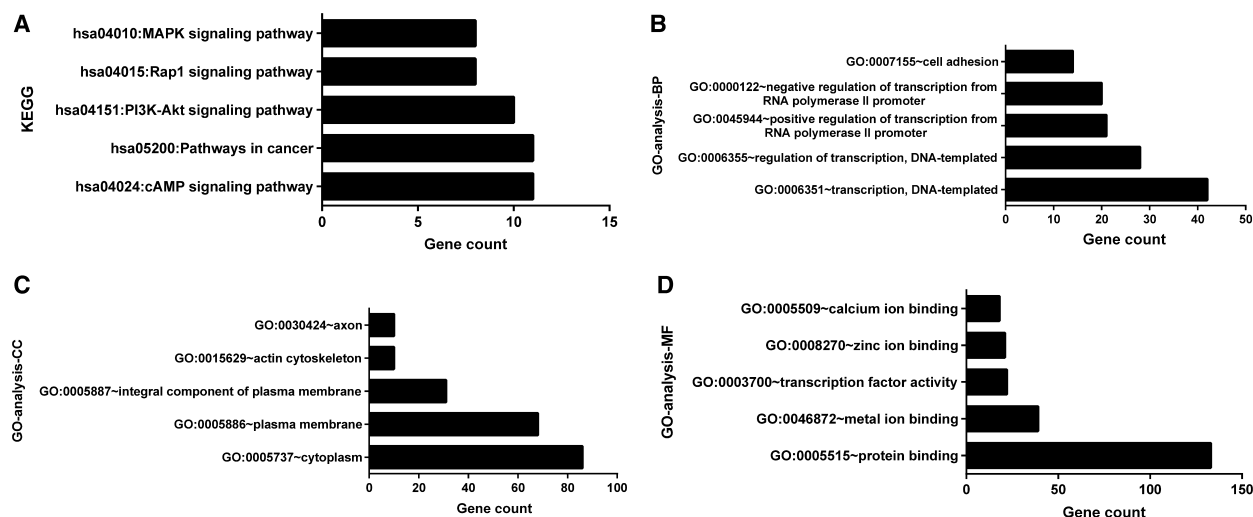 A
KEGG
hsa04010:MAPK signaling pathway
hsa04015:Rap1 signaling pathway
hsa04151:PI3K-Akt signaling pathway
hsa05200:Pathways in cancer
hsa04024:cAMP signaling pathway
0 5 10 15
Gene count
B
GO-analysis-BP
GO:0007155~cell adhesion
GO:0000122~negative regulation of transcription from
RNA polymerase II promoter
GO:0045944~positive regulation of transcription from
RNA polymerase II promoter
GO:0006355~regulation of transcription, DNA-templated
GO:0006351~transcription, DNA-templated
0 10 20 30 40 50
Gene count
C
GO-analysis-CC
GO:0030424~axon
GO:0015629~actin cytoskeleton
GO:0005887~integral component of plasma membrane
GO:0005886~plasma membrane
GO:0005737~cytoplasm
0 20 40 60 80 100
Gene count
D
GO-analysis-MF
GO:0005509~calcium ion binding
GO:0008270~zinc ion binding
GO:0003700~transcription factor activity
GO:0046872~metal ion binding
GO:0005515~protein binding
0 50 100 150
Gene count